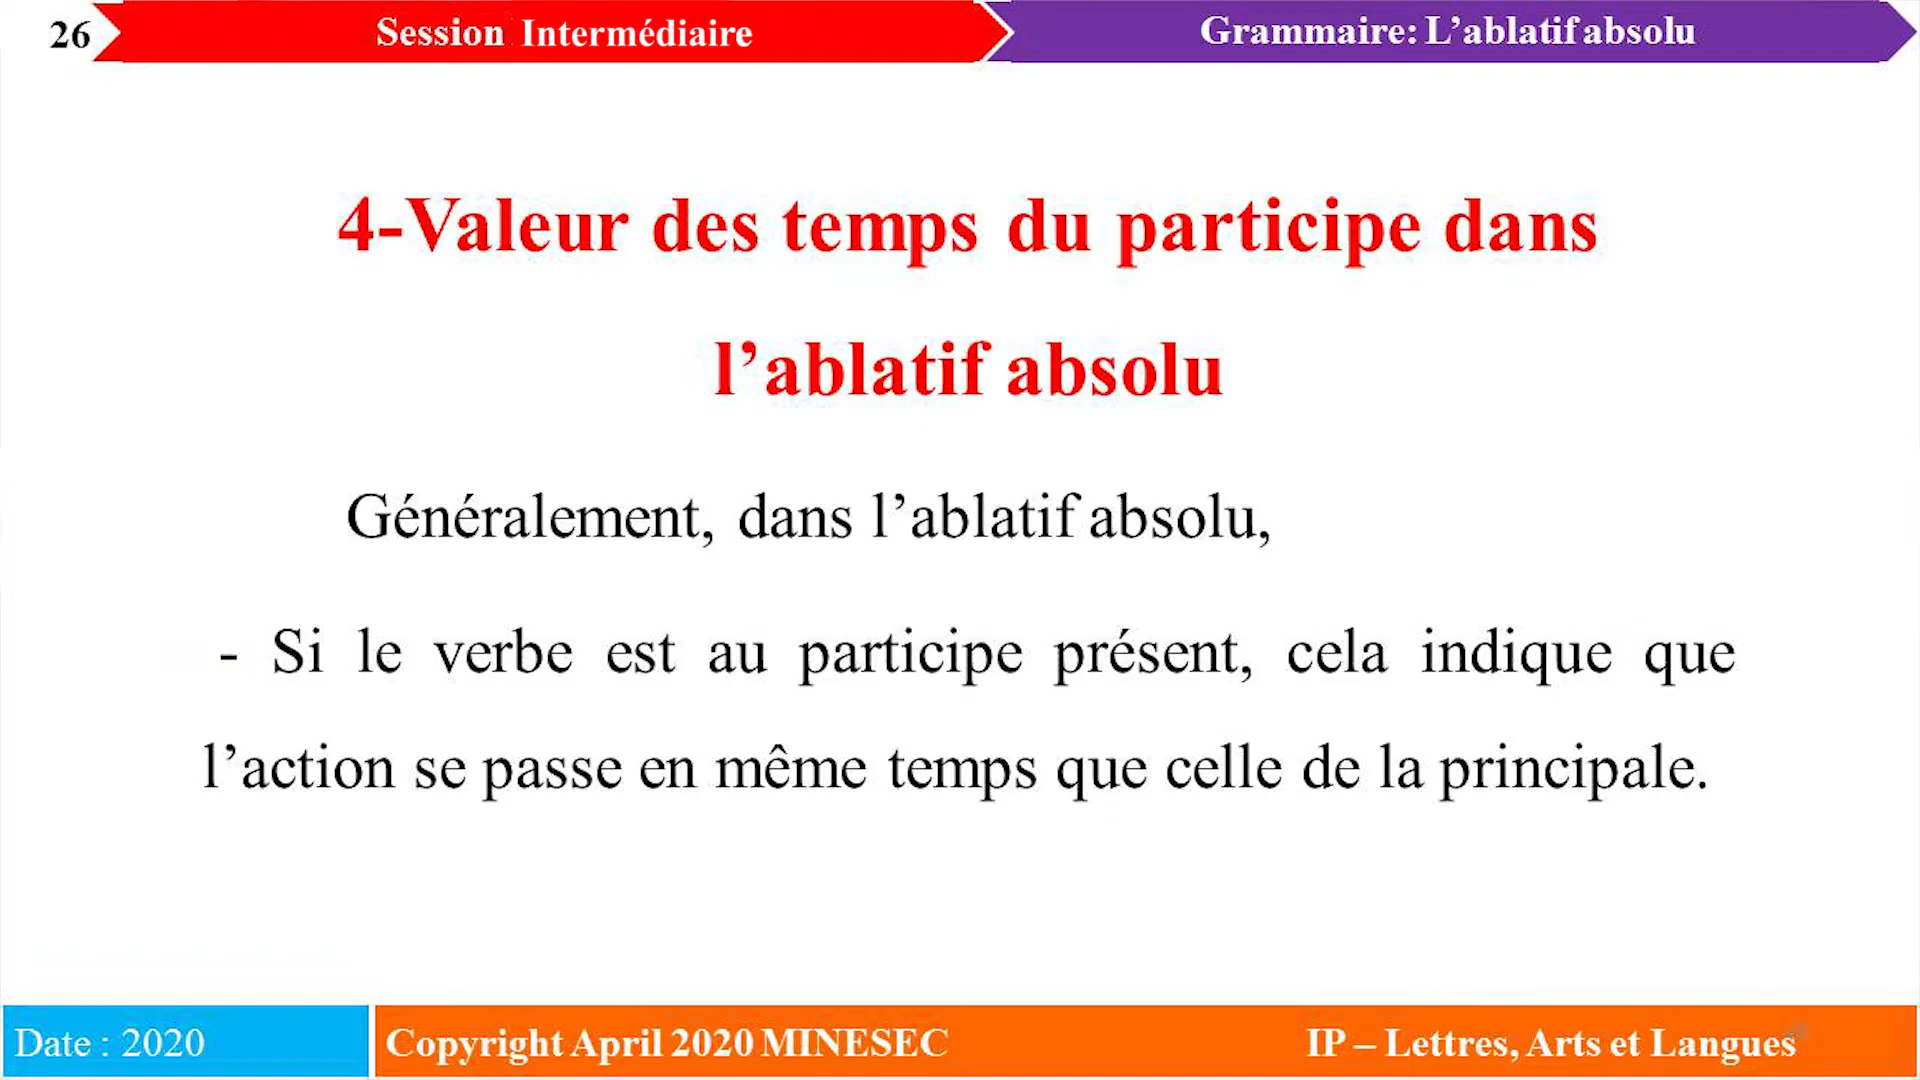 26
Session Intermédiaire
Grammaire: L’ablatif absolu
4-Valeur des temps du participe dans
l’ablatif absolu
Généralement, dans l’ablatif absolu,
- Si le verbe est au participe présent, cela indique que
l’action se passe en même temps que celle de la principale.
Date : 2020
Copyright April 2020 MINESEC
IP – Lettres, Arts et Langues